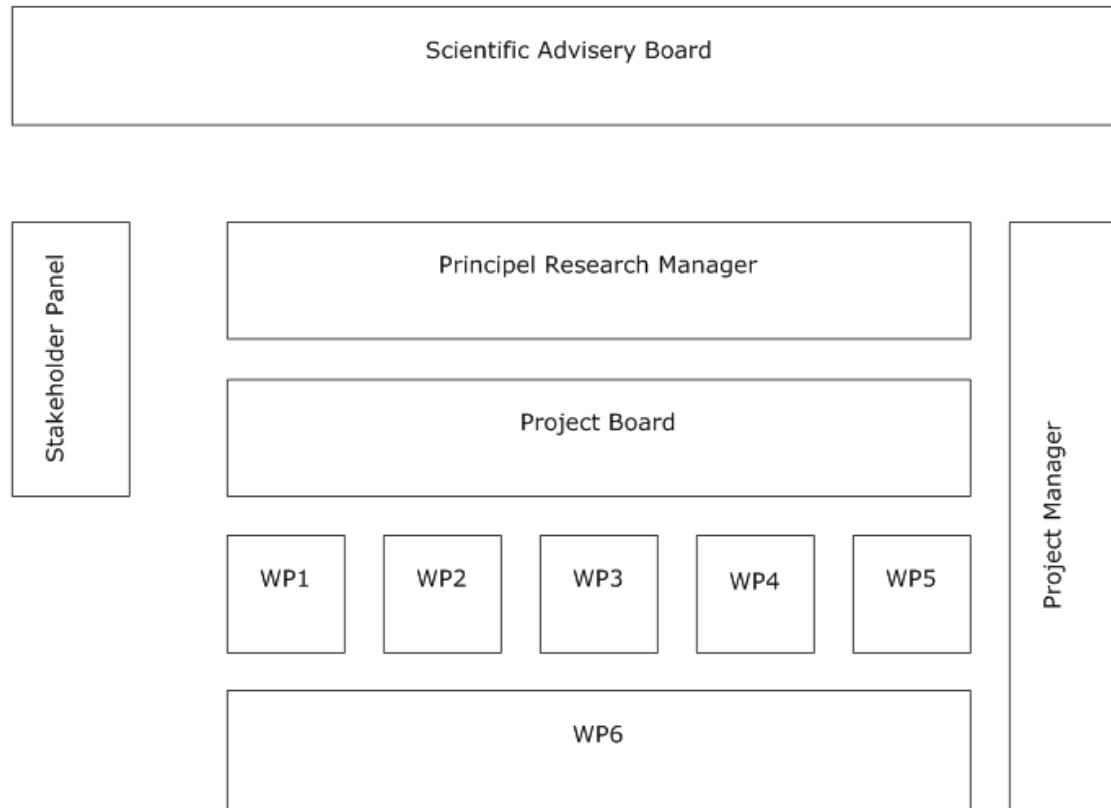 Scientific Advisery Board
Stakeholder Panel
Principel Research Manager
Project Board
Project Manager
WP1
WP2
WP3
WP4
WP5
WP6